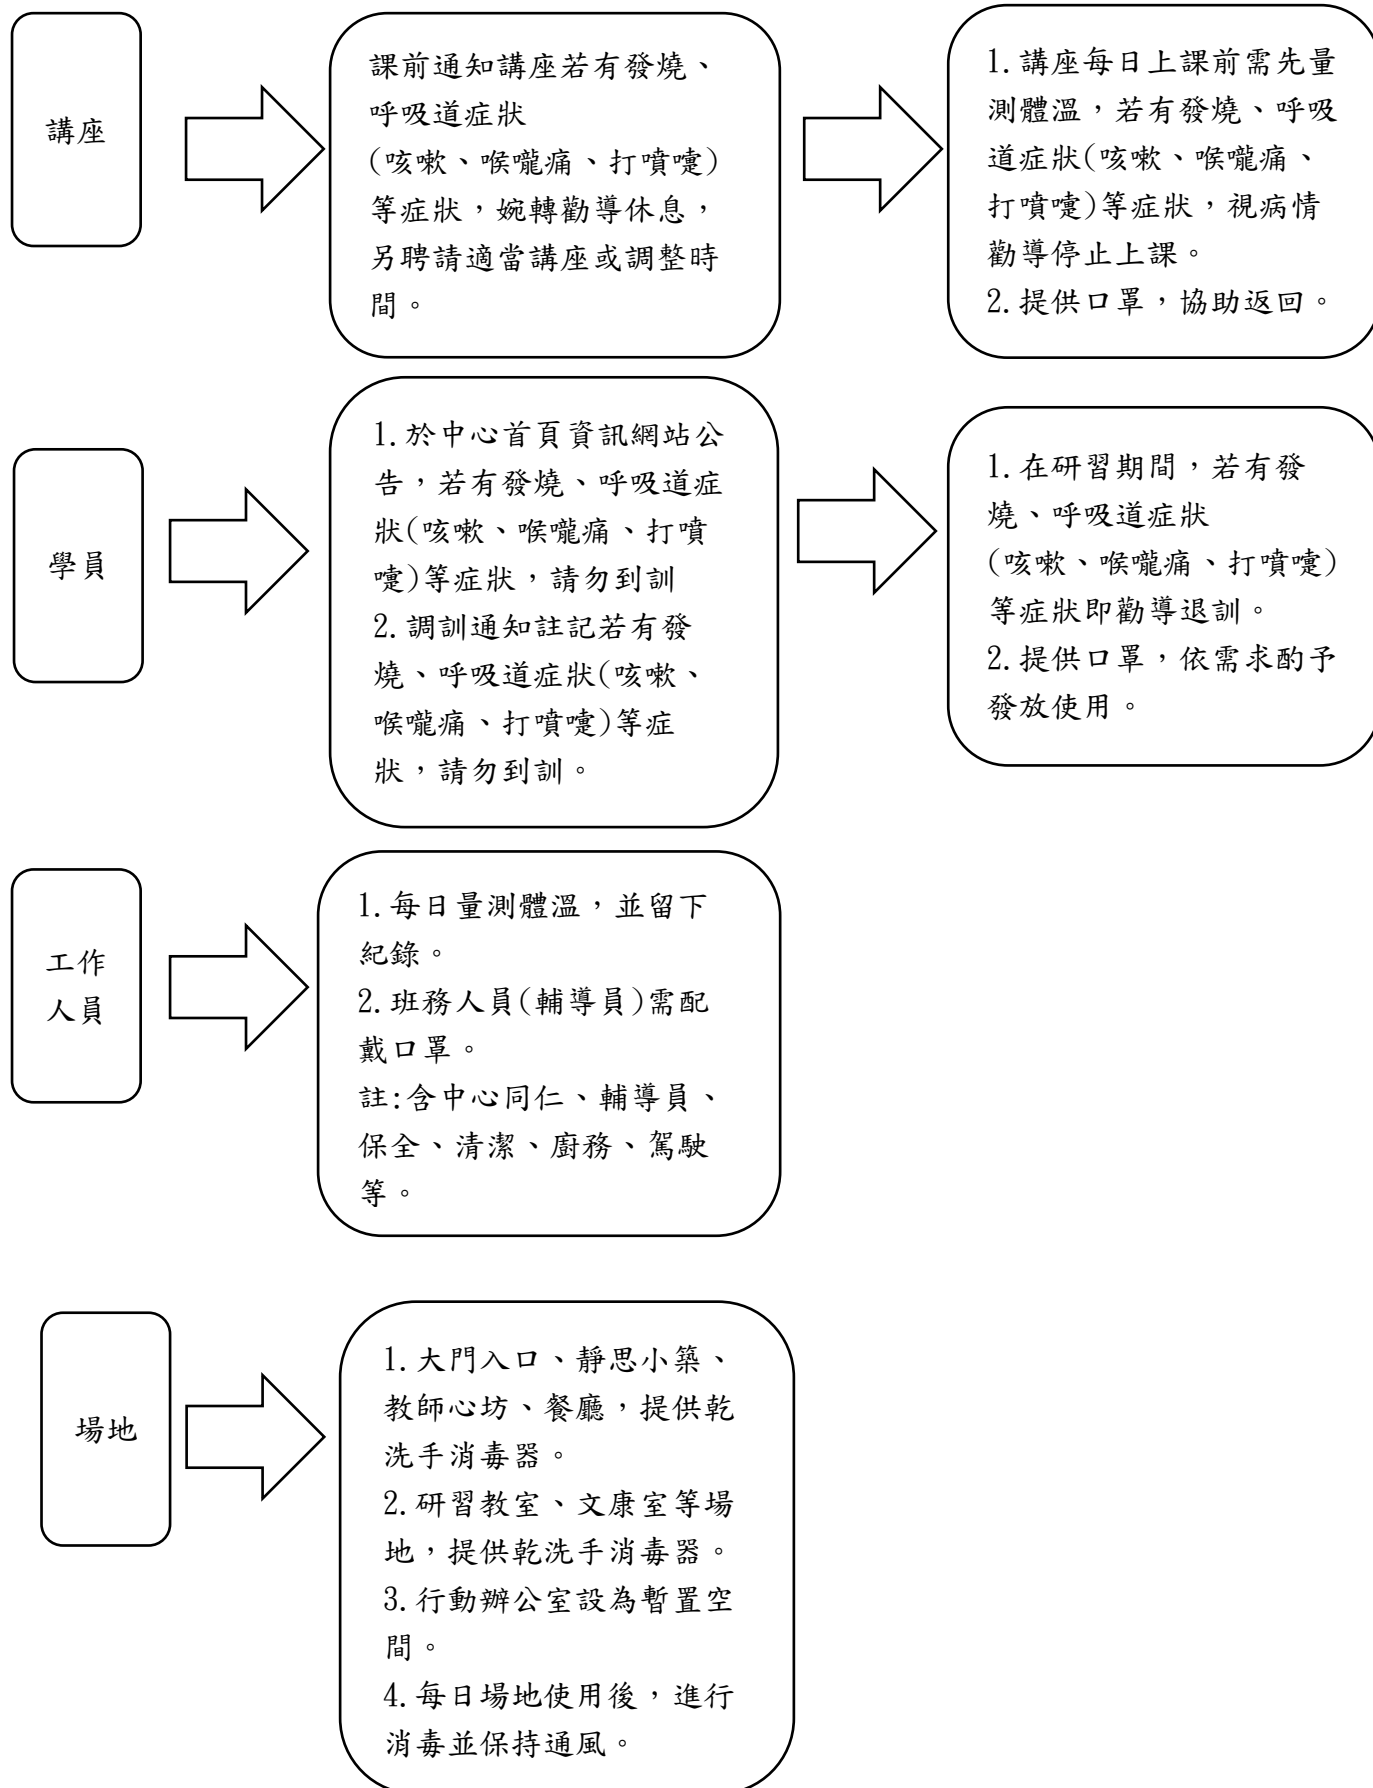 講座
課前通知講座若有發燒、
呼吸道症狀
(咳嗽、喉嚨痛、打噴嚏)
等症狀，婉轉勸導休息，
另聘請適當講座或調整時
間。
1.講座每日上課前需先量
測體溫，若有發燒、呼吸
道症狀(咳嗽、喉嚨痛、
打噴嚏)等症狀，視病情
勸導停止上課。
2.提供口罩，協助返回。
學員
1.於中心首頁資訊網站公
告，若有發燒、呼吸道症
狀(咳嗽、喉嚨痛、打噴
嚏)等症狀，請勿到訓
2.調訓通知註記若有發
燒、呼吸道症狀(咳嗽、
喉嚨痛、打噴嚏)等症
狀，請勿到訓。
1.在研習期間，若有發
燒、呼吸道症狀
(咳嗽、喉嚨痛、打噴嚏)
等症狀即勸導退訓。
2.提供口罩，依需求酌予
發放使用。
工作
人員
1.每日量測體溫，並留下
紀錄。
2.班務人員(輔導員)需配
戴口罩。
註:含中心同仁、輔導員、
保全、清潔、廚務、駕駛
等。
場地
1.大門入口、靜思小築、
教師心坊、餐廳，提供乾
洗手消毒器。
2.研習教室、文康室等場
地，提供乾洗手消毒器。
3.行動辦公室設為暫置空
間。
4.每日場地使用後，進行
消毒並保持通風。